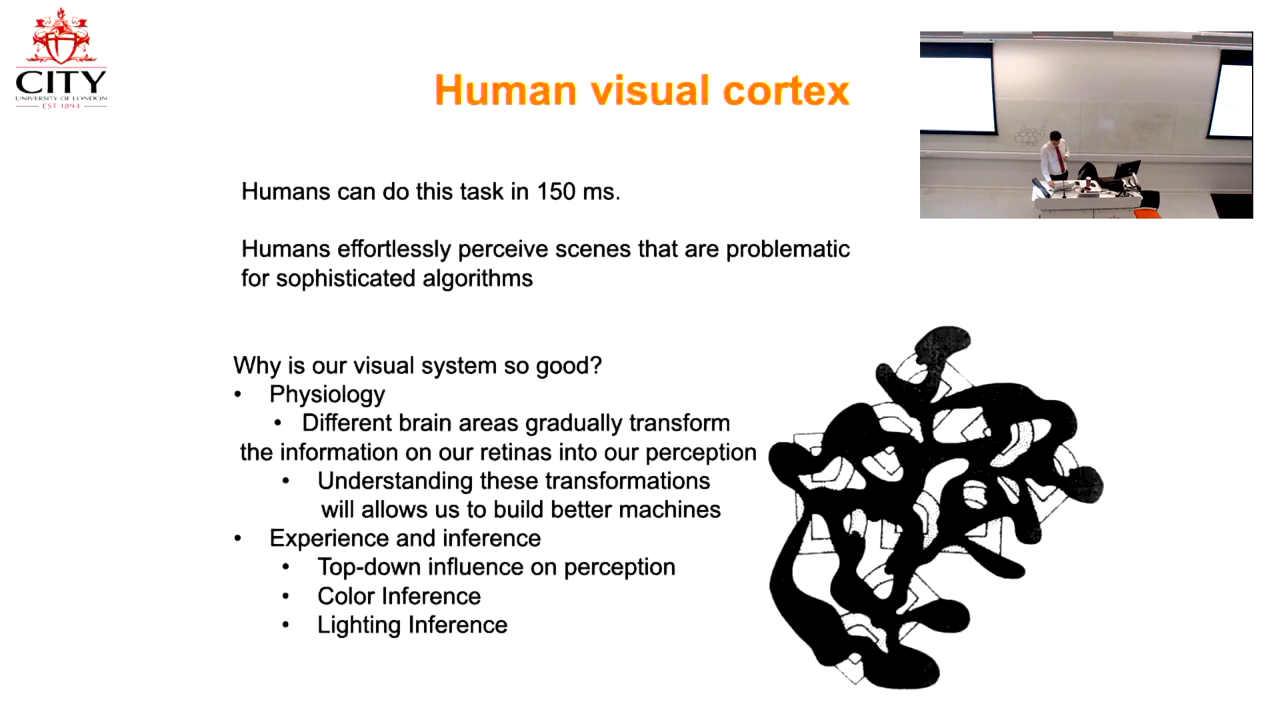 CITY
UNIVERSITY OF LONDON
EST 1894
Human visual cortex
Humans can do this task in 150 ms.
Humans effortlessly perceive scenes that are problematic
for sophisticated algorithms
Why is our visual system so good?
• Physiology
• Different brain areas gradually transform
the information on our retinas into our perception
• Understanding these transformations
will allows us to build better machines
• Experience and inference
• Top-down influence on perception
• Color Inference
• Lighting Inference